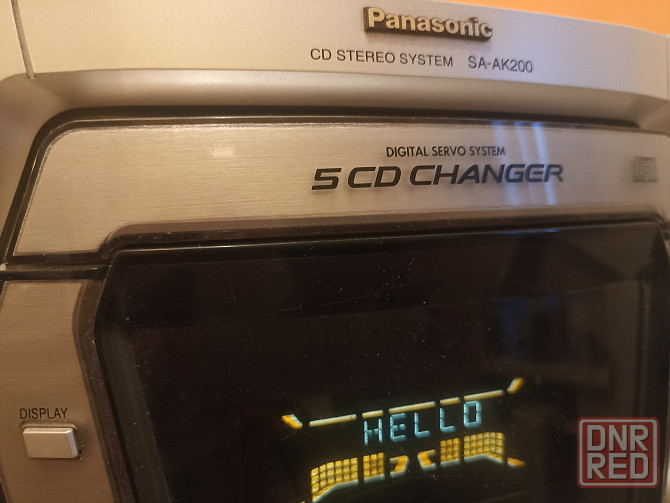 Panasonic
CD STEREO SYSTEM SA-AK200
DIGITAL SERVO SYSTEM
5 CD CHANGER
DISPLAY
HELLO
DNR
RED